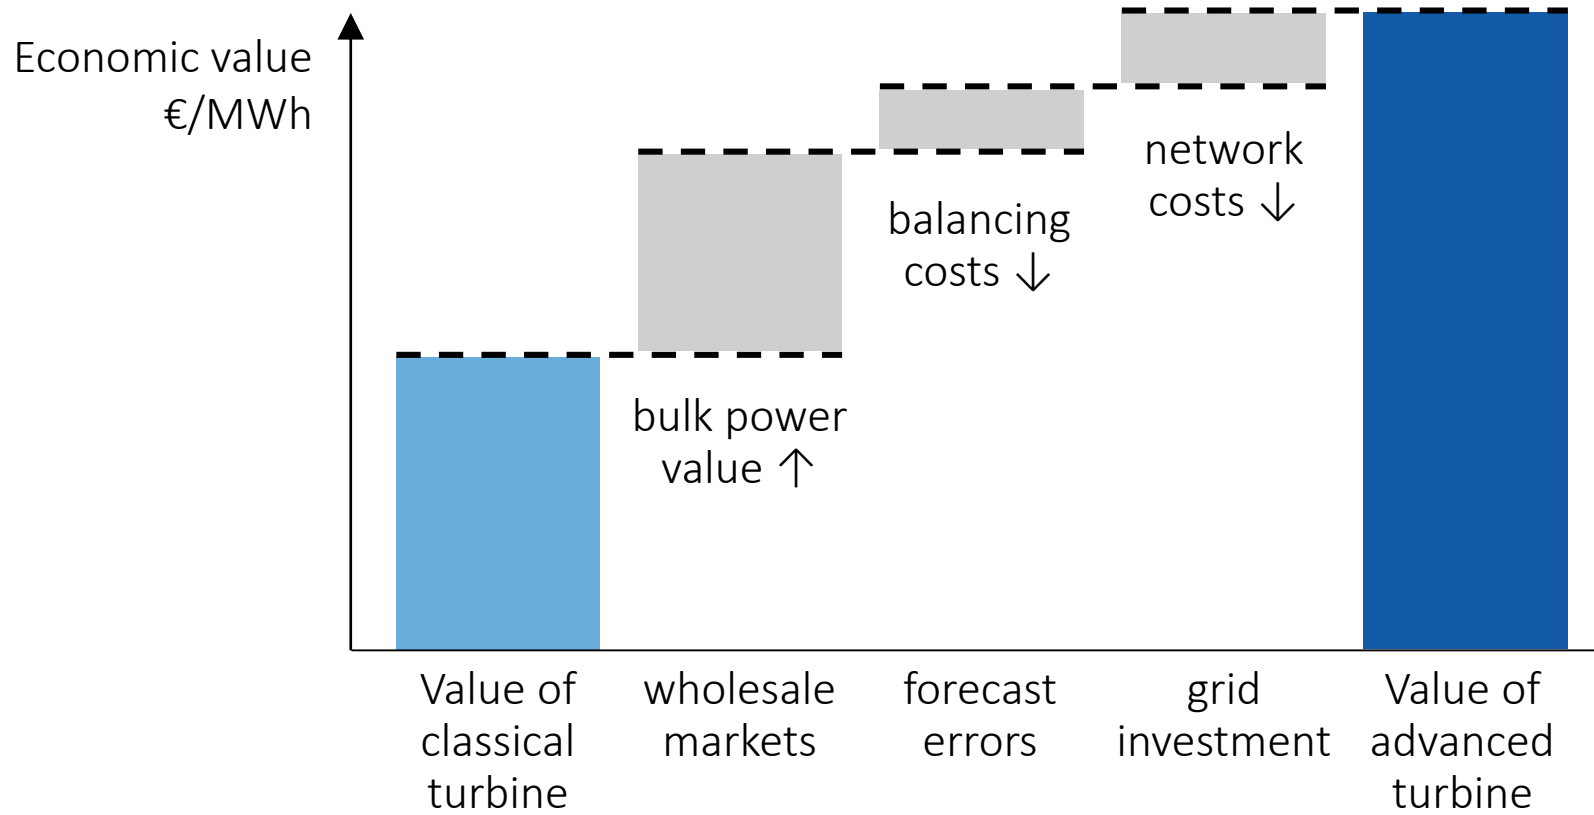 Economic value
€/MWh
network
costs ↓
balancing
costs ↓
bulk power
value ↑
Value of
classical
turbine
wholesale
markets
forecast
errors
grid
investment
Value of
advanced
turbine